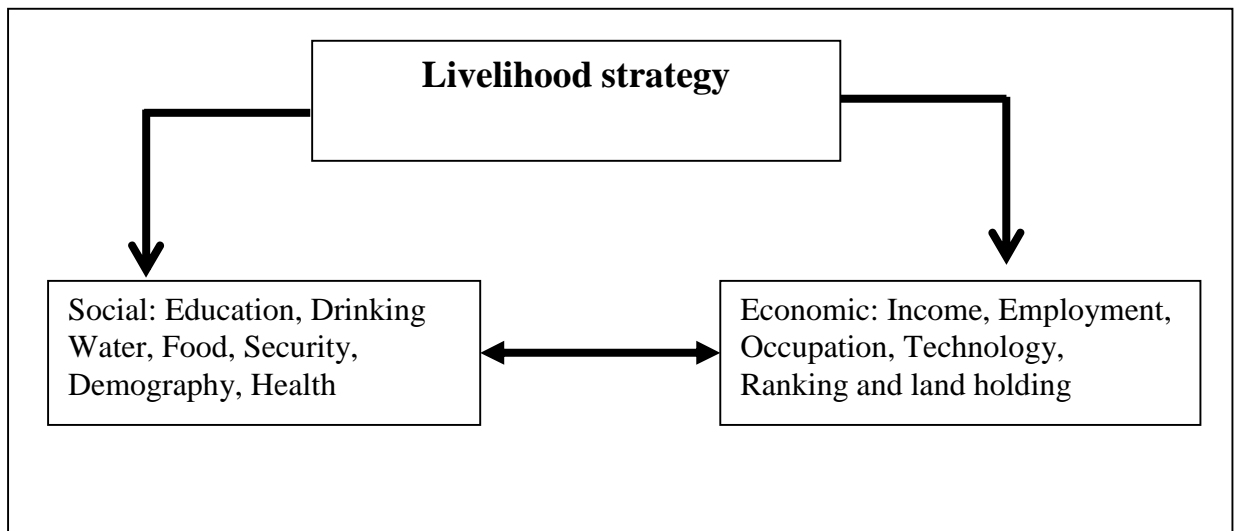 Livelihood strategy
Social: Education, Drinking
Water, Food, Security,
Demography, Health
Economic: Income, Employment,
Occupation, Technology,
Ranking and land holding